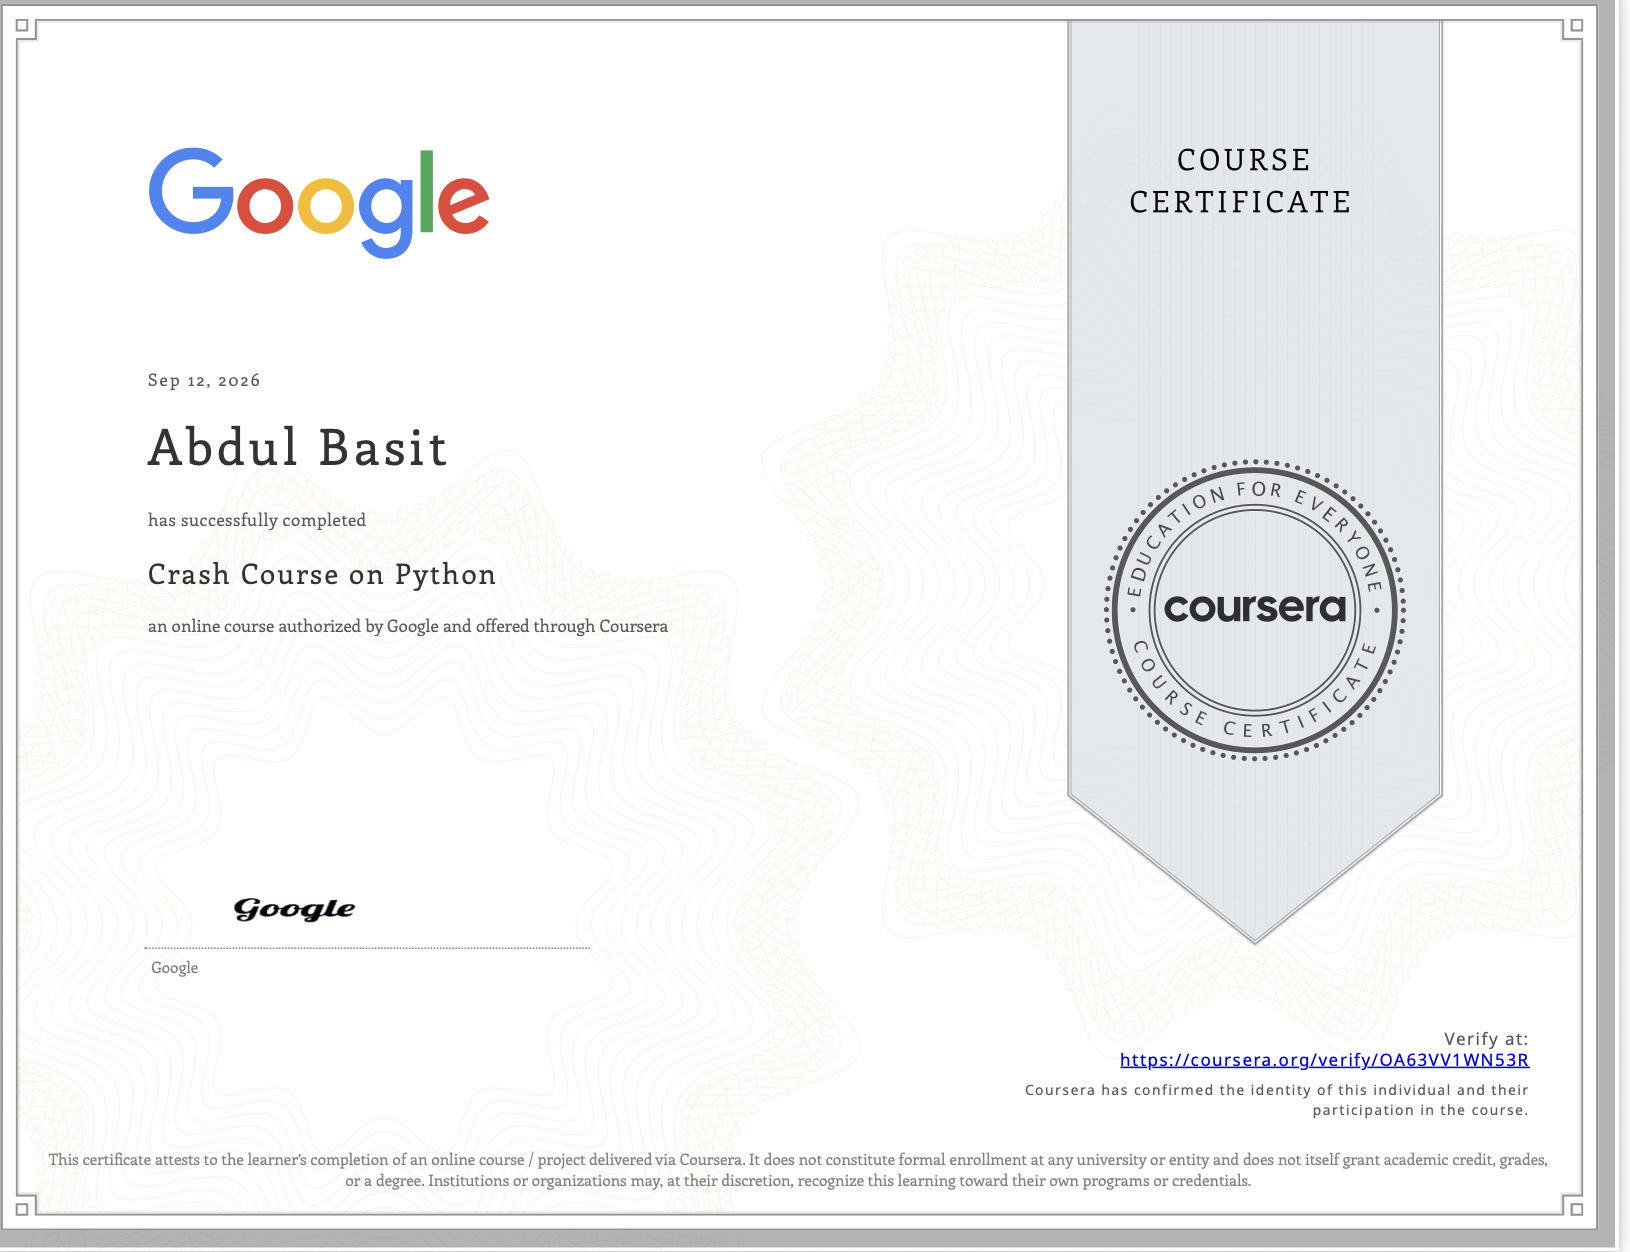 Google
COURSE
CERTIFICATE
Sep 12, 2026
Abdul Basit
has successfully completed
Crash Course on Python
an online course authorized by Google and offered through Coursera
EDUCATION FOR EVERYONE
coursera
COURSE CERTIFICATE
Google
Google
Verify at:
https://coursera.org/verify/OA63VV1WN53R
Coursera has confirmed the identity of this individual and their
participation in the course.
This certificate attests to the learner's completion of an online course / project delivered via Coursera. It does not constitute formal enrollment at any university or entity and does not itself grant academic credit, grades,
or a degree. Institutions or organizations may, at their discretion, recognize this learning toward their own programs or credentials.